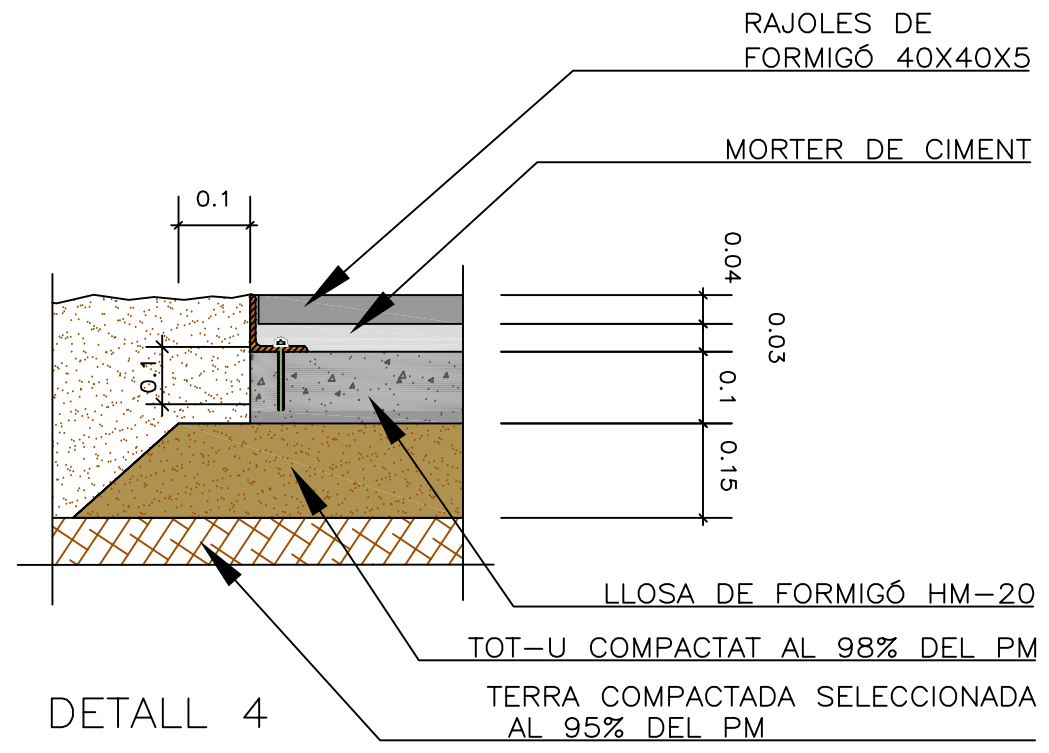 RAJOLES DE
FORMIGÓ 40X40X5
MORTER DE CIMENT
0.1
0.04
0.03
0.1
0.1
0.15
LLOSA DE FORMIGÓ HM-20
TOT-U COMPACTAT AL 98% DEL PM
TERRA COMPACTADA SELECCIONADA
AL 95% DEL PM
DETALL 4